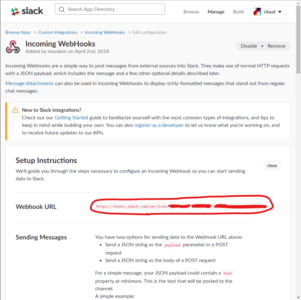 slack
Search App Directory
Browse
Manage
Build
cloud
Browse Apps > Custom Integrations > Incoming WebHooks > Edit configuration
Incoming WebHooks
Added by moraken on April 2nd, 2018
Disable • Remove
Incoming WebHooks are a simple way to post messages from external sources into Slack. They make use of normal HTTP requests
with a JSON payload, which includes the message and a few other optional details described later.
Message Attachments can also be used in Incoming WebHooks to display richly-formatted messages that stand out from regular
chat messages.
New to Slack integrations?
Check out our Getting Started guide to familiarize yourself with the most common types of integrations, and tips to
keep in mind while building your own. You can also register as a developer to let us know what you're working on, and
to receive future updates to our APIs.
Setup Instructions
close
We'll guide you through the steps necessary to configure an Incoming Webhook so you can start sending
data to Slack.
Webhook URL
https://hooks.slack.com/services/
Sending Messages
You have two options for sending data to the Webhook URL above:
• Send a JSON string as the payload parameter in a POST
request
• Send a JSON string as the body of a POST request
For a simple message, your JSON payload could contain a text
property at minimum. This is the text that will be posted to the
channel.
A simple example: